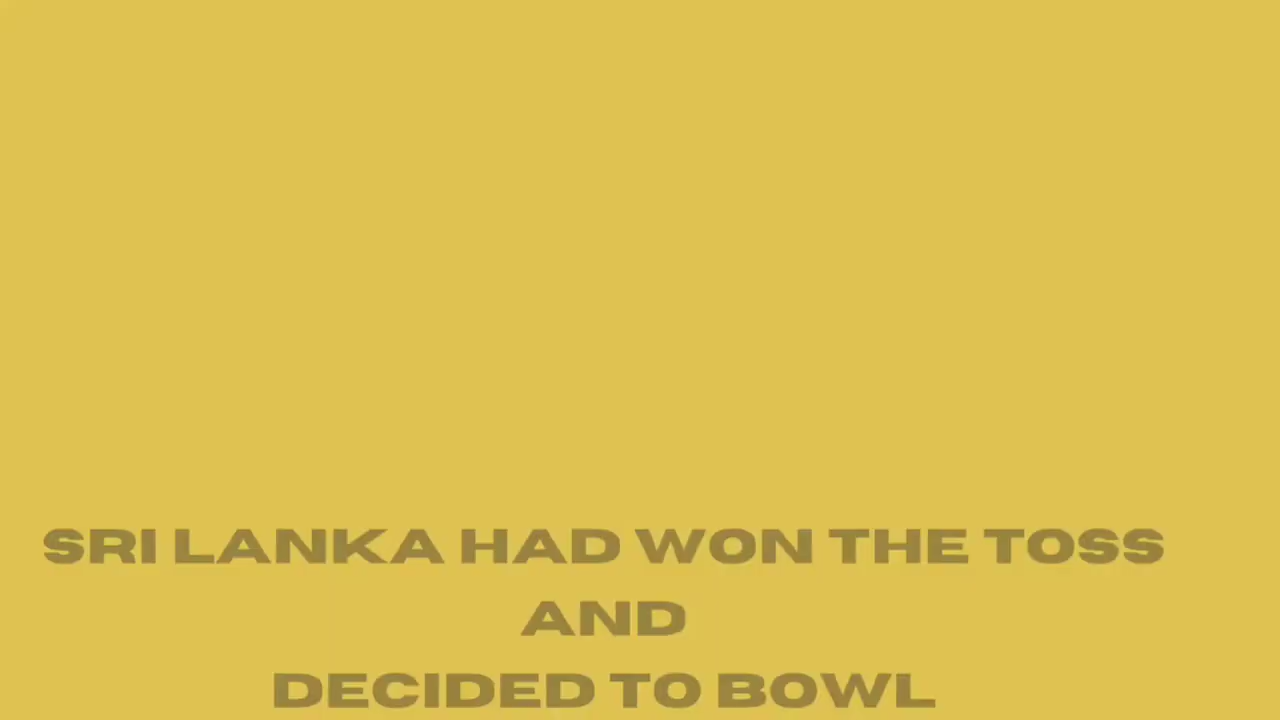 SRI LANKA HAD WON THE TOSS
AND
DECIDED TO BOWL